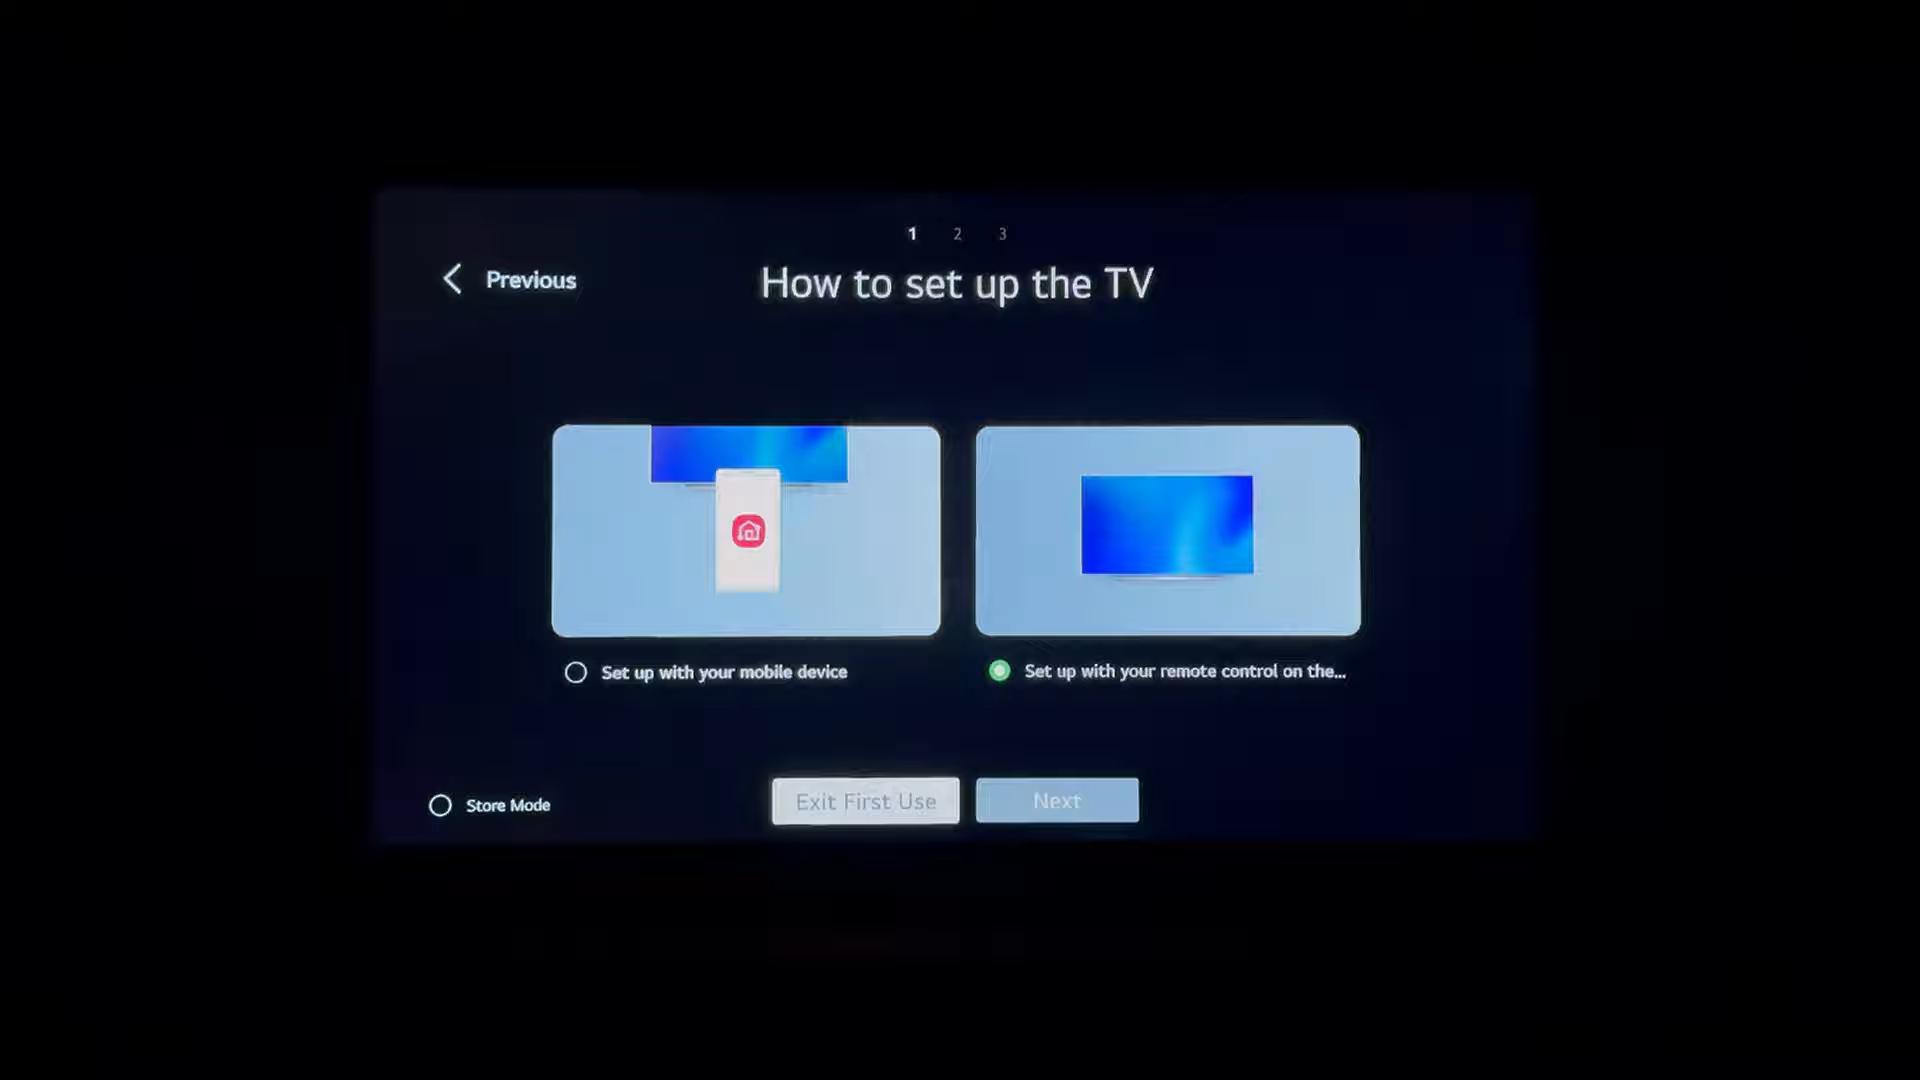 1 2 3
Previous
How to set up the TV
Set up with your mobile device
Set up with your remote control on the...
Store Mode
Exit First Use
Next